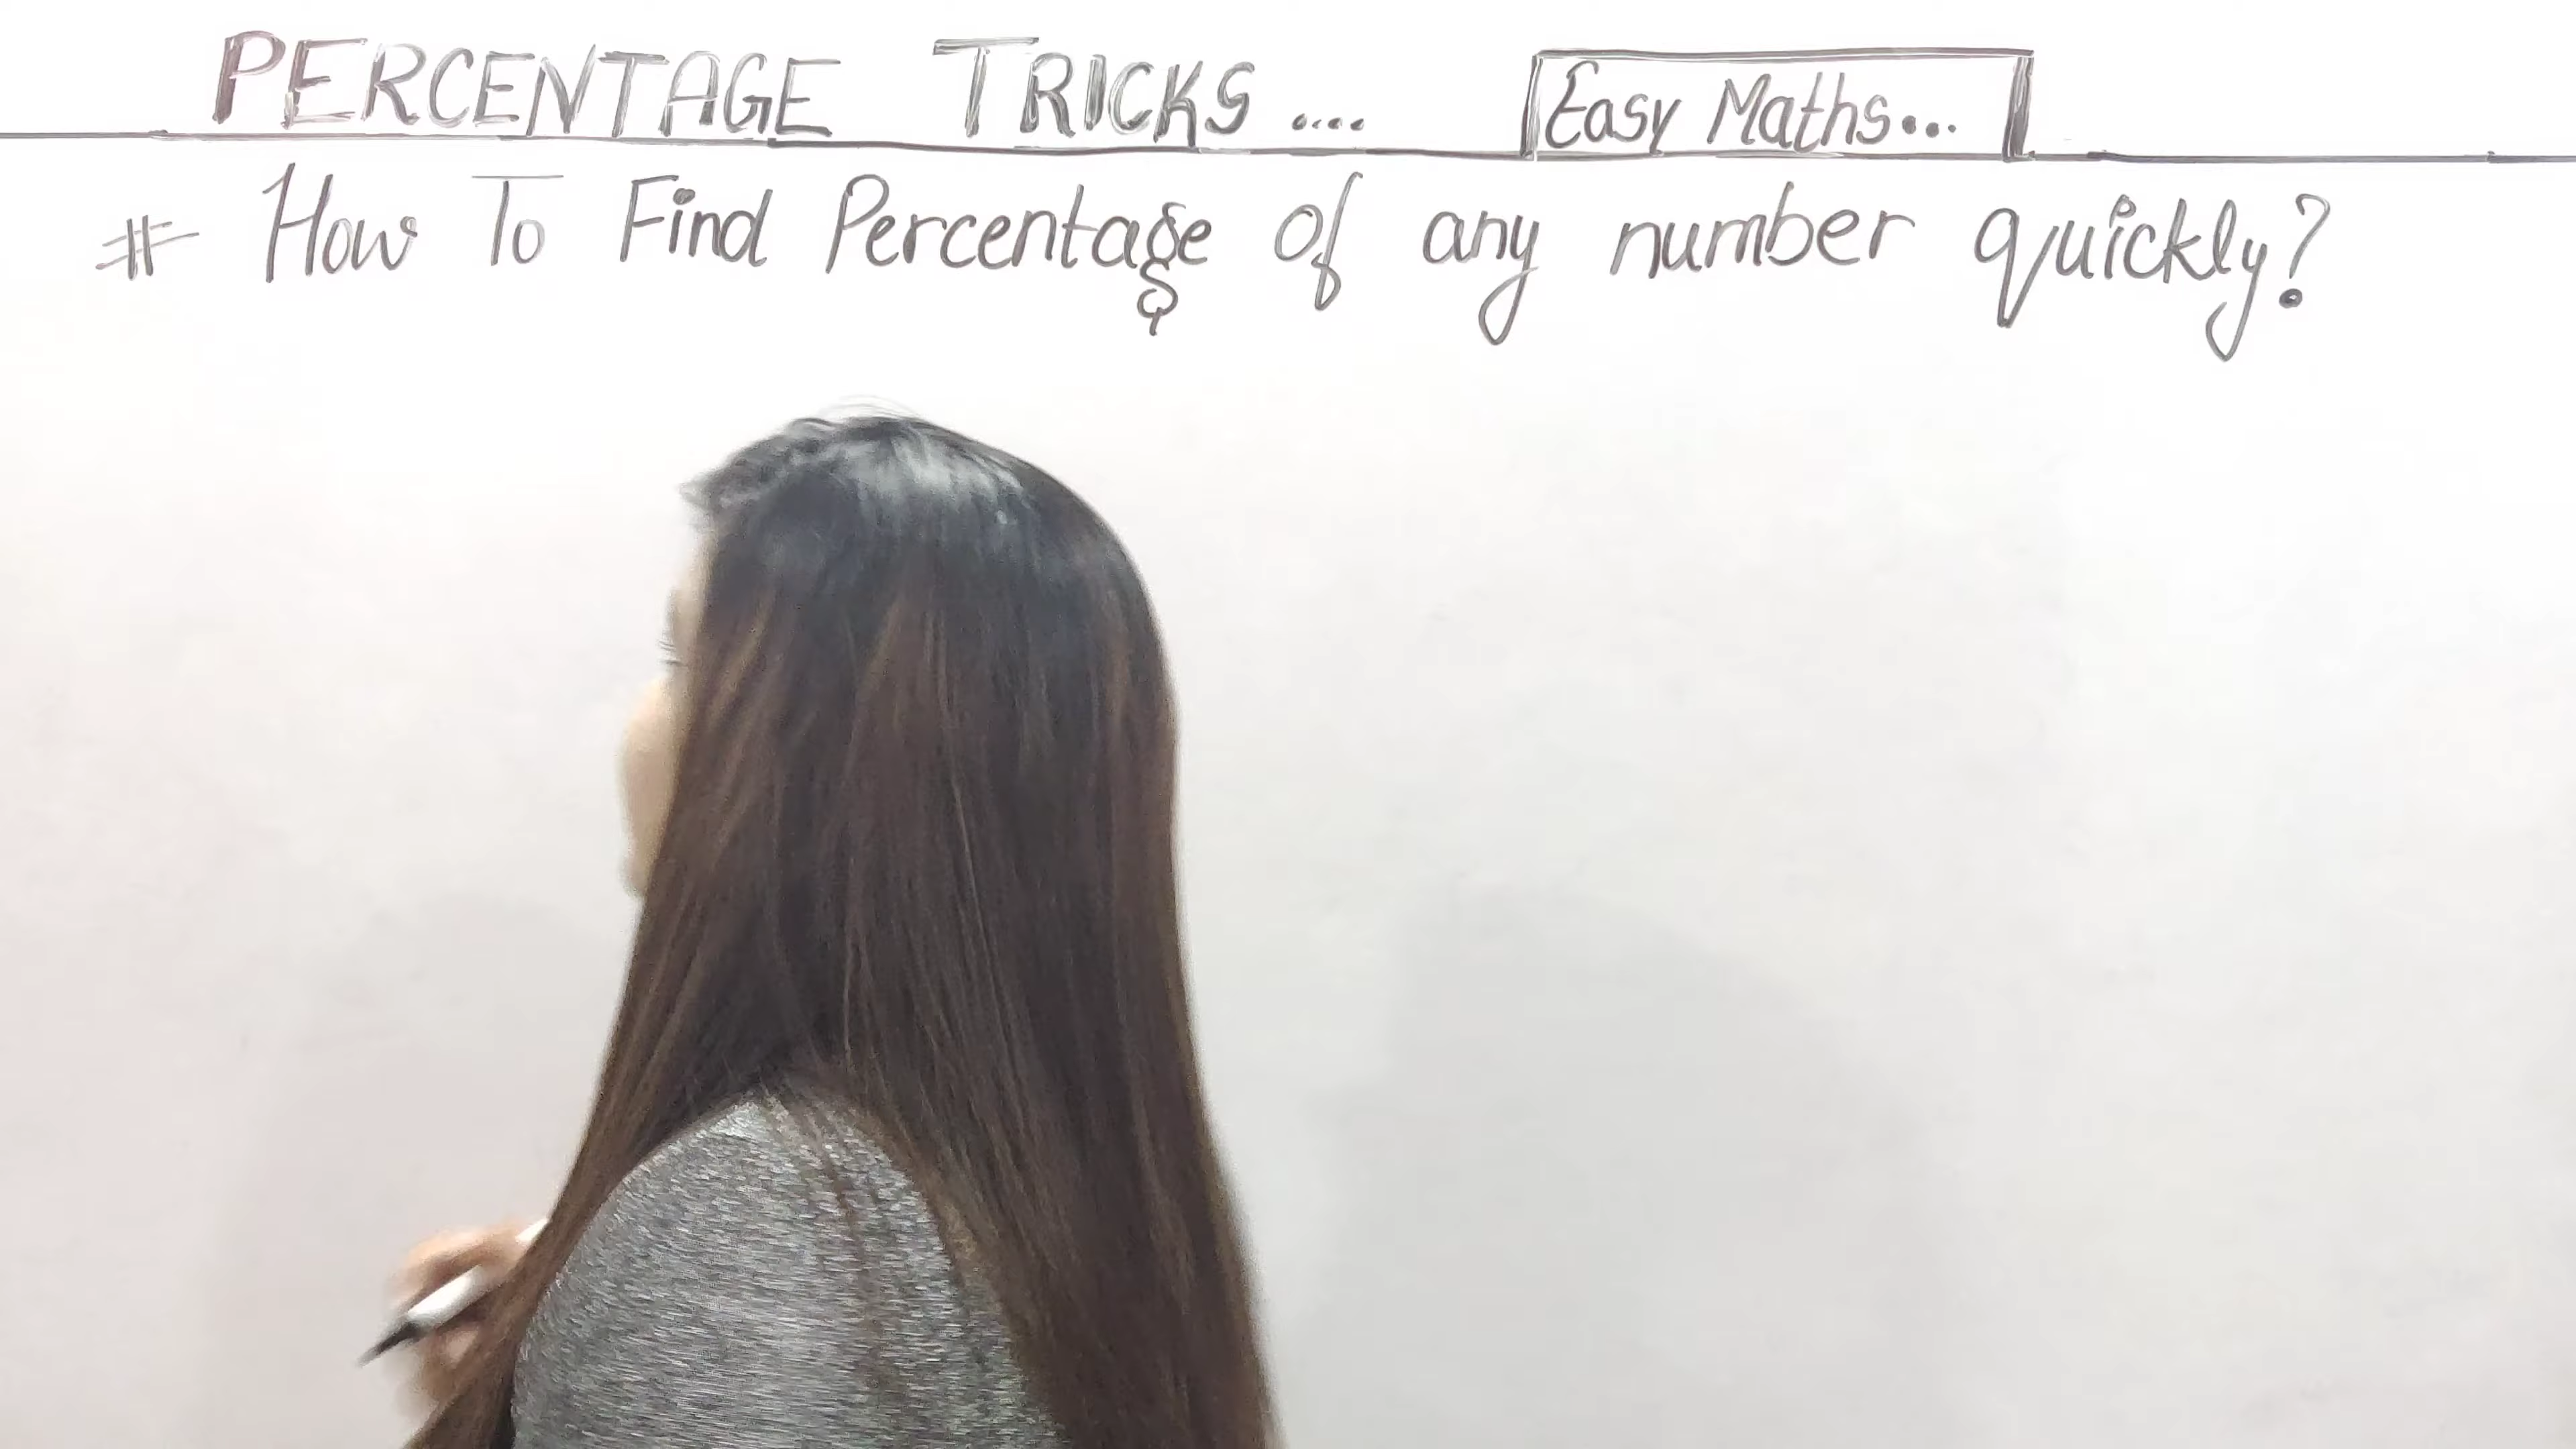 PERCENTAGE TRICKS .... Easy Maths...
# How To Find Percentage of any number quickly?